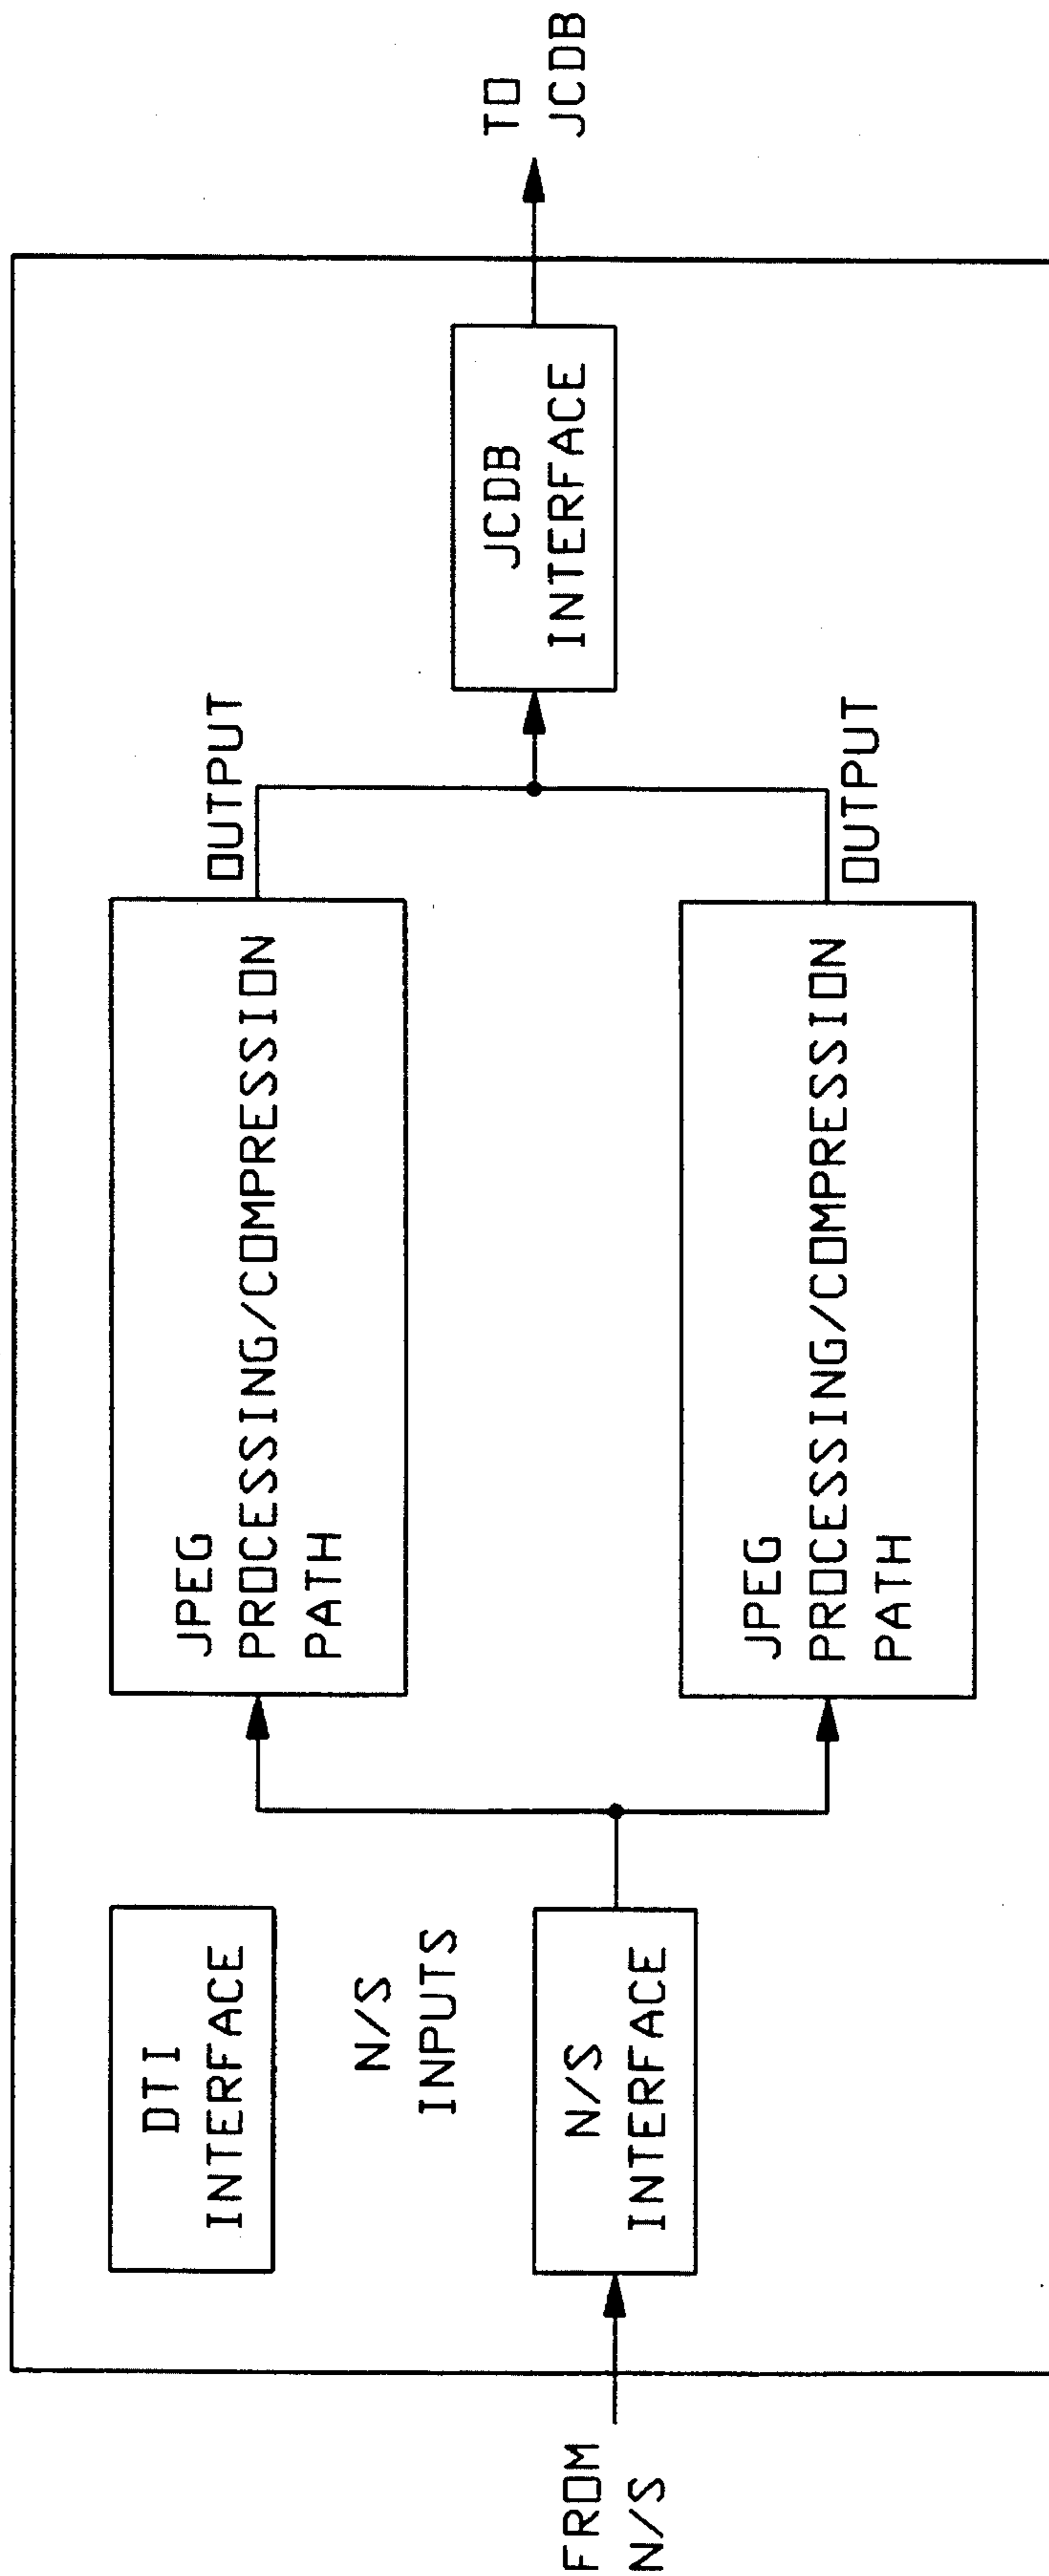 DTI
INTERFACE
N/S
INPUTS
FROM
N/S
N/S
INTERFACE
JPEG
PROCESSING/COMPRESSION
PATH
OUTPUT
JPEG
PROCESSING/COMPRESSION
PATH
OUTPUT
JCDB
INTERFACE
TO
JCDB